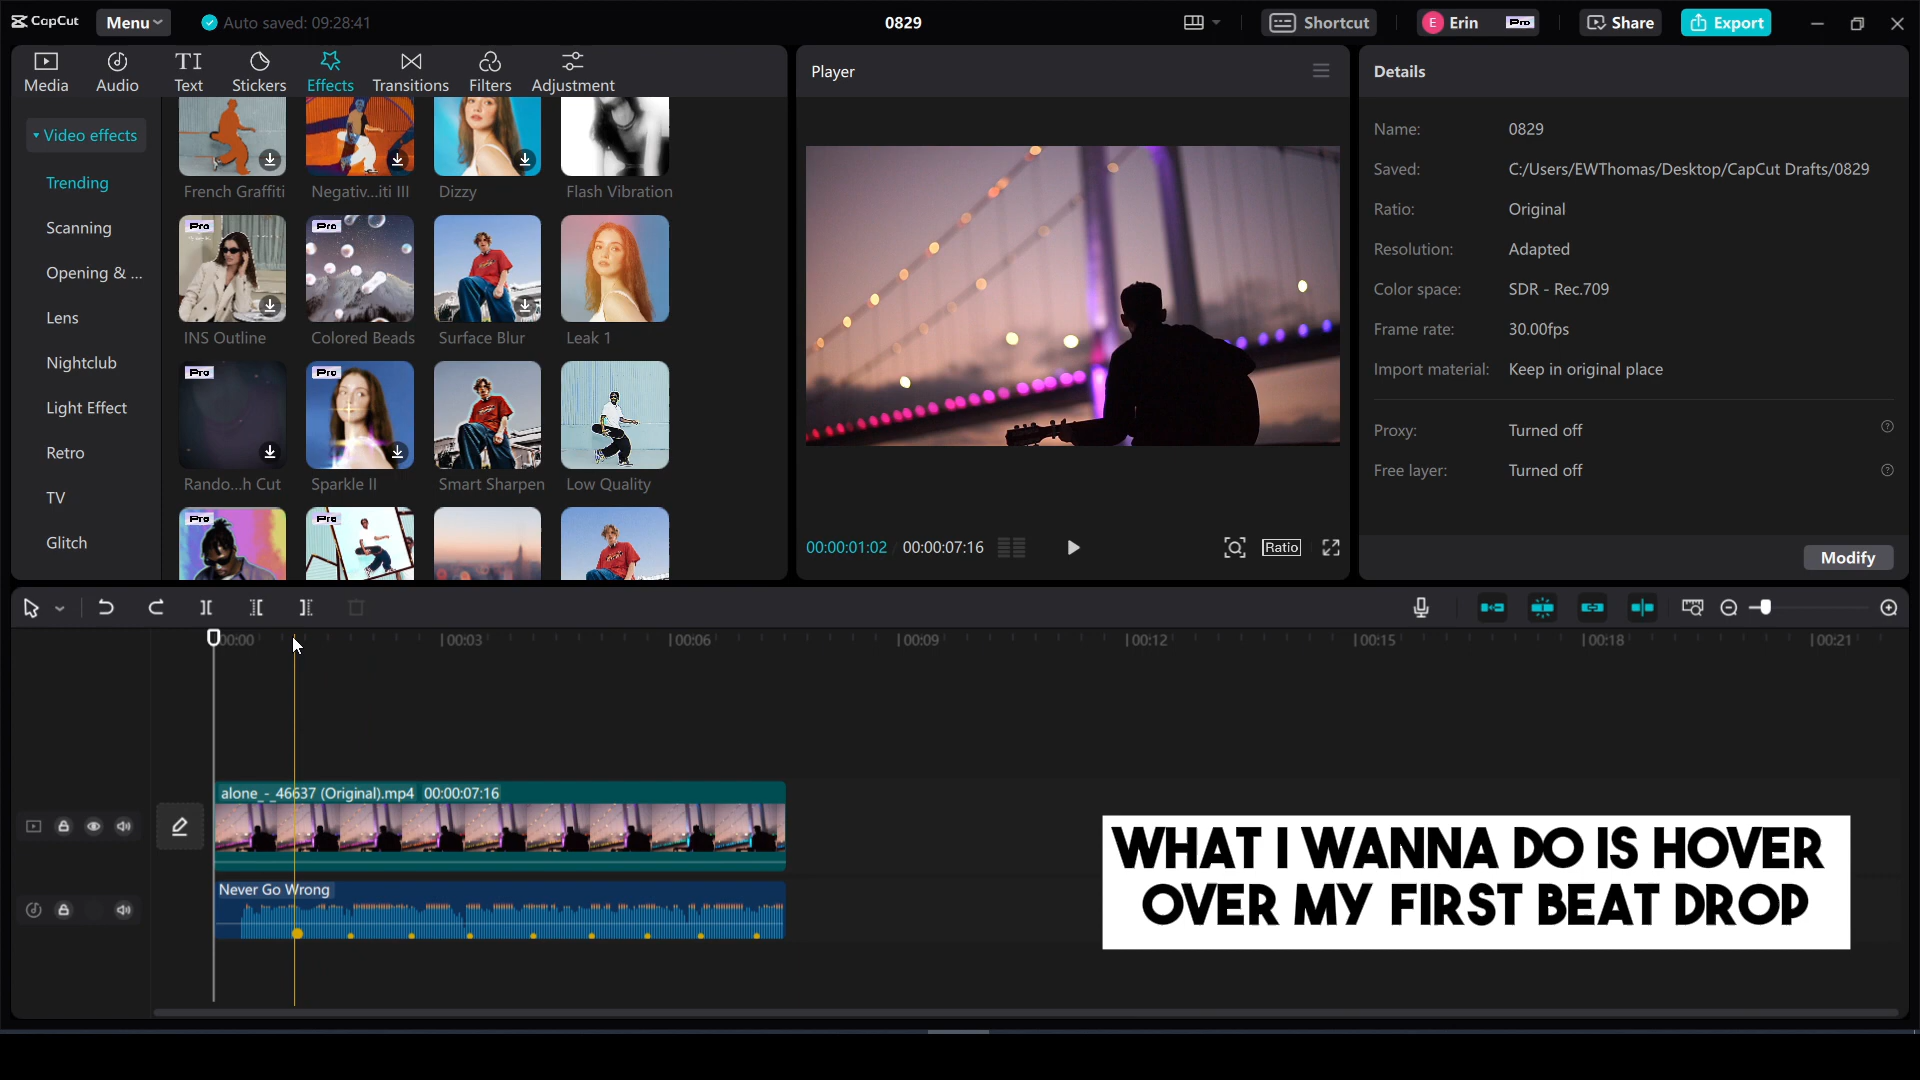 CapCut
Menu
Auto saved: 09:28:41
0829
Shortcut
E
Erin
Pro
Share
Export
Media
Audio
TI
Text
Stickers
Effects
Transitions
Filters
Adjustment
Video effects
Trending
Scanning
Opening & ...
Lens
Nightclub
Light Effect
Retro
TV
Glitch
French Graffiti
Negativ...iti III
Dizzy
Flash Vibration
Pro
Pro
INS Outline
Colored Beads
Surface Blur
Leak 1
Pro
Pro
Rando...h Cut
Sparkle II
Smart Sharpen
Low Quality
Pro
Pro
Player
00:00:01:02
00:00:07:16
Ratio
Details
Name: 0829
Saved: C:/Users/EWThomas/Desktop/CapCut Drafts/0829
Ratio: Original
Resolution: Adapted
Color space: SDR - Rec.709
Frame rate: 30.00fps
Import material: Keep in original place
Proxy: Turned off
Free layer: Turned off
Modify
00:00
00:03
00:06
00:09
00:12
00:15
00:18
00:21
alone_-_46637 (Original).mp4 00:00:07:16
Never Go Wrong
WHAT I WANNA DO IS HOVER
OVER MY FIRST BEAT DROP